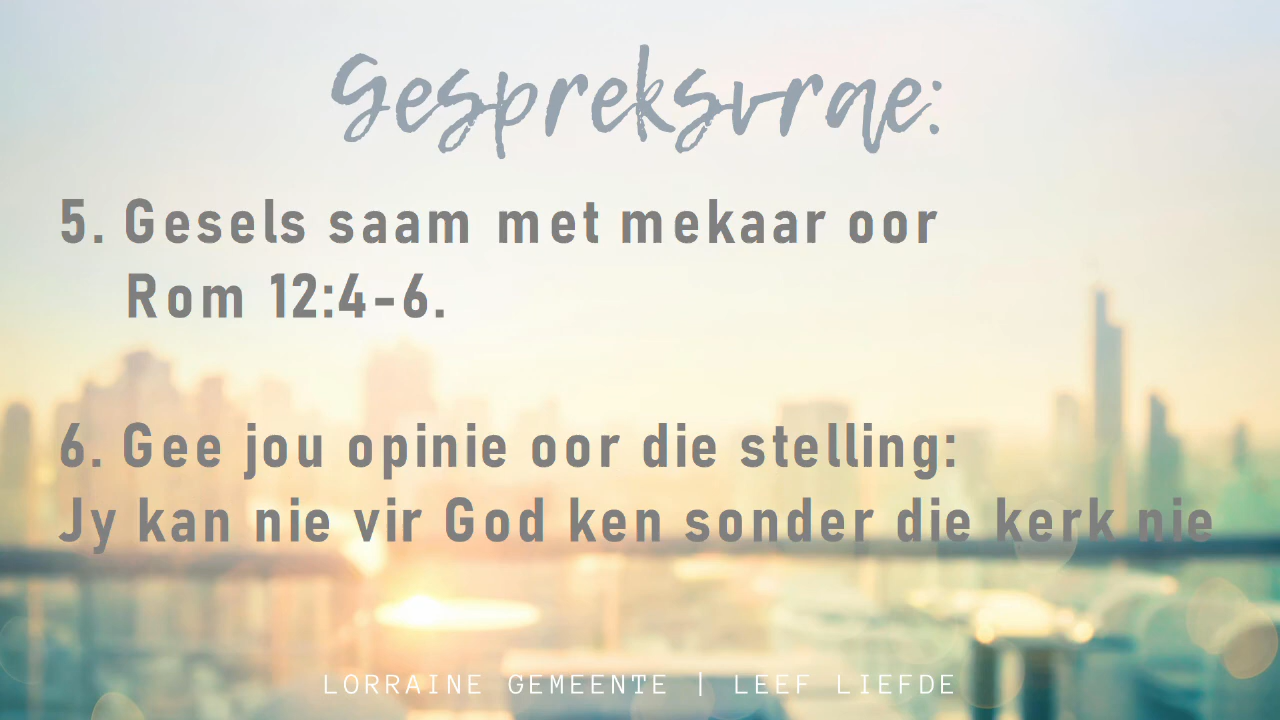 Gespreksvrae:
5. Gesels saam met mekaar oor
Rom 12:4-6.
6. Gee jou opinie oor die stelling:
Jy kan nie vir God ken sonder die kerk nie
LORRAINE GEMEENTE | LEEF LIEFDE